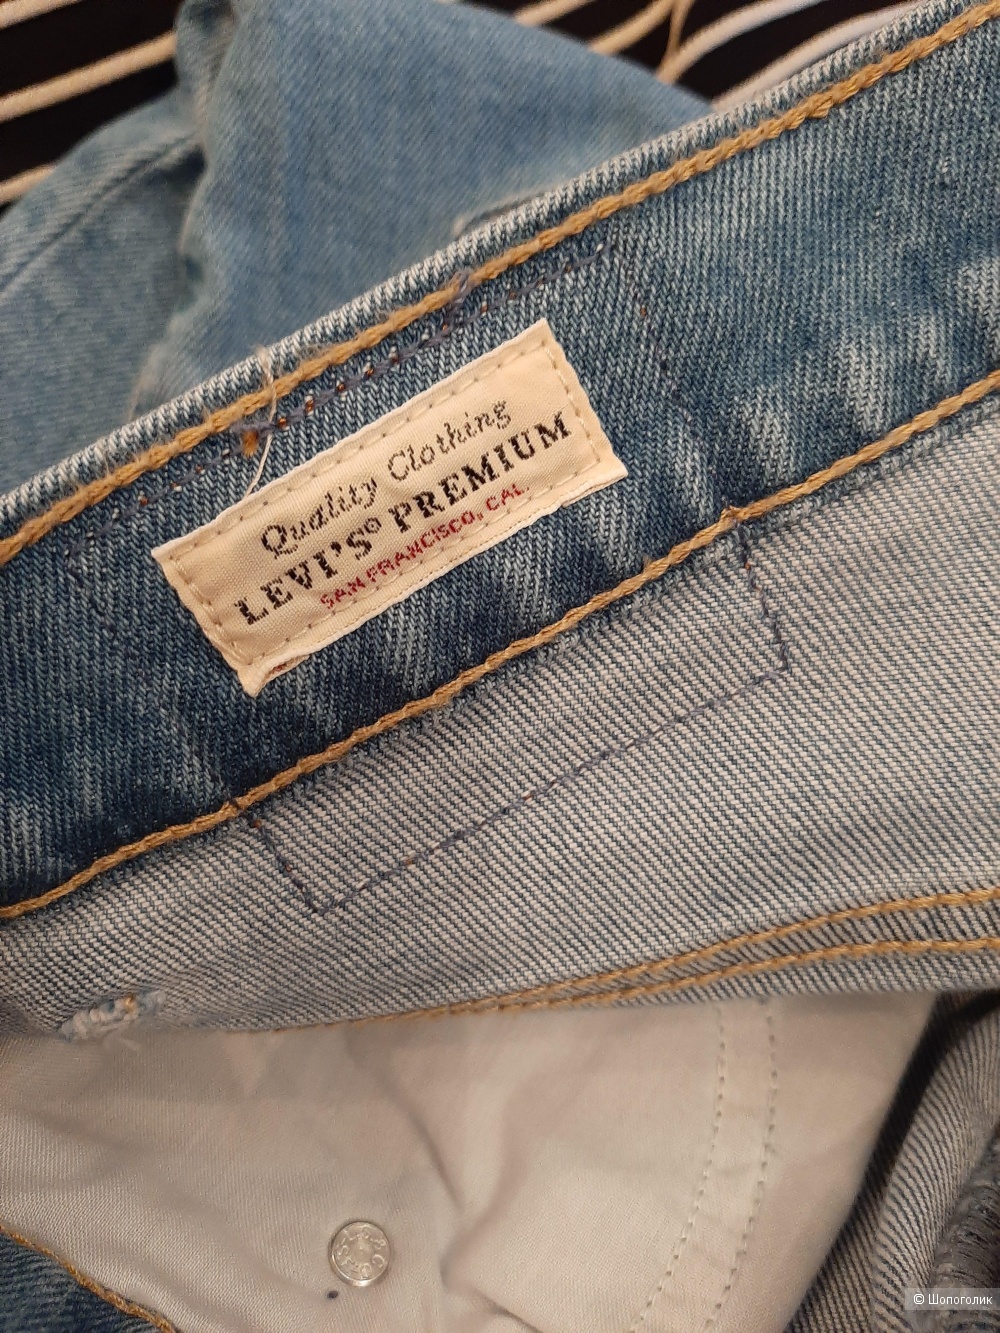 Quality Clothing
LEVI'S® PREMIUM
SAN FRANCISCO, CAL.
© Шопоголик